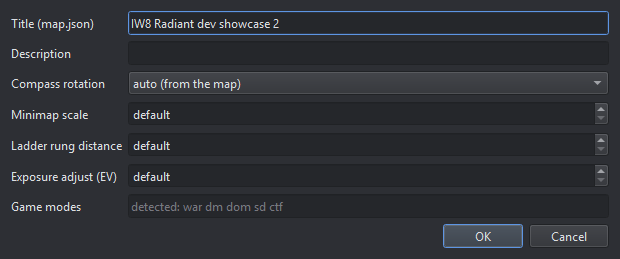 Title (map.json) IW8 Radiant dev showcase 2
Description
Compass rotation auto (from the map)
Minimap scale default
Ladder rung distance default
Exposure adjust (EV) default
Game modes detected: war dm dom sd ctf
OK Cancel